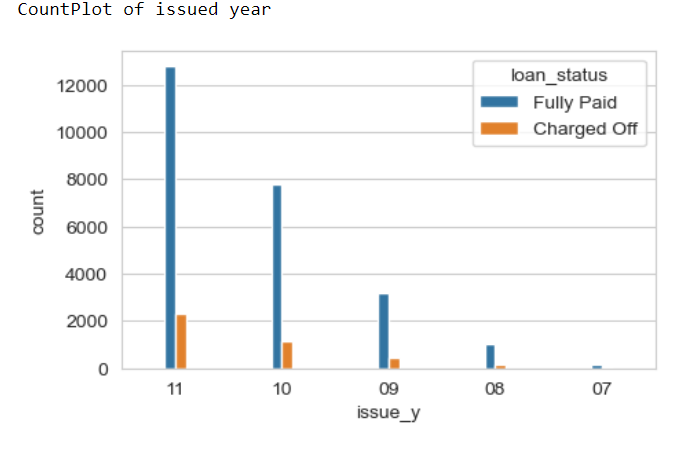 CountPlot of issued year
loan_status
Fully Paid
Charged Off
12000
10000
8000
6000
4000
2000
0
count
11 10 09 08 07
issue_y